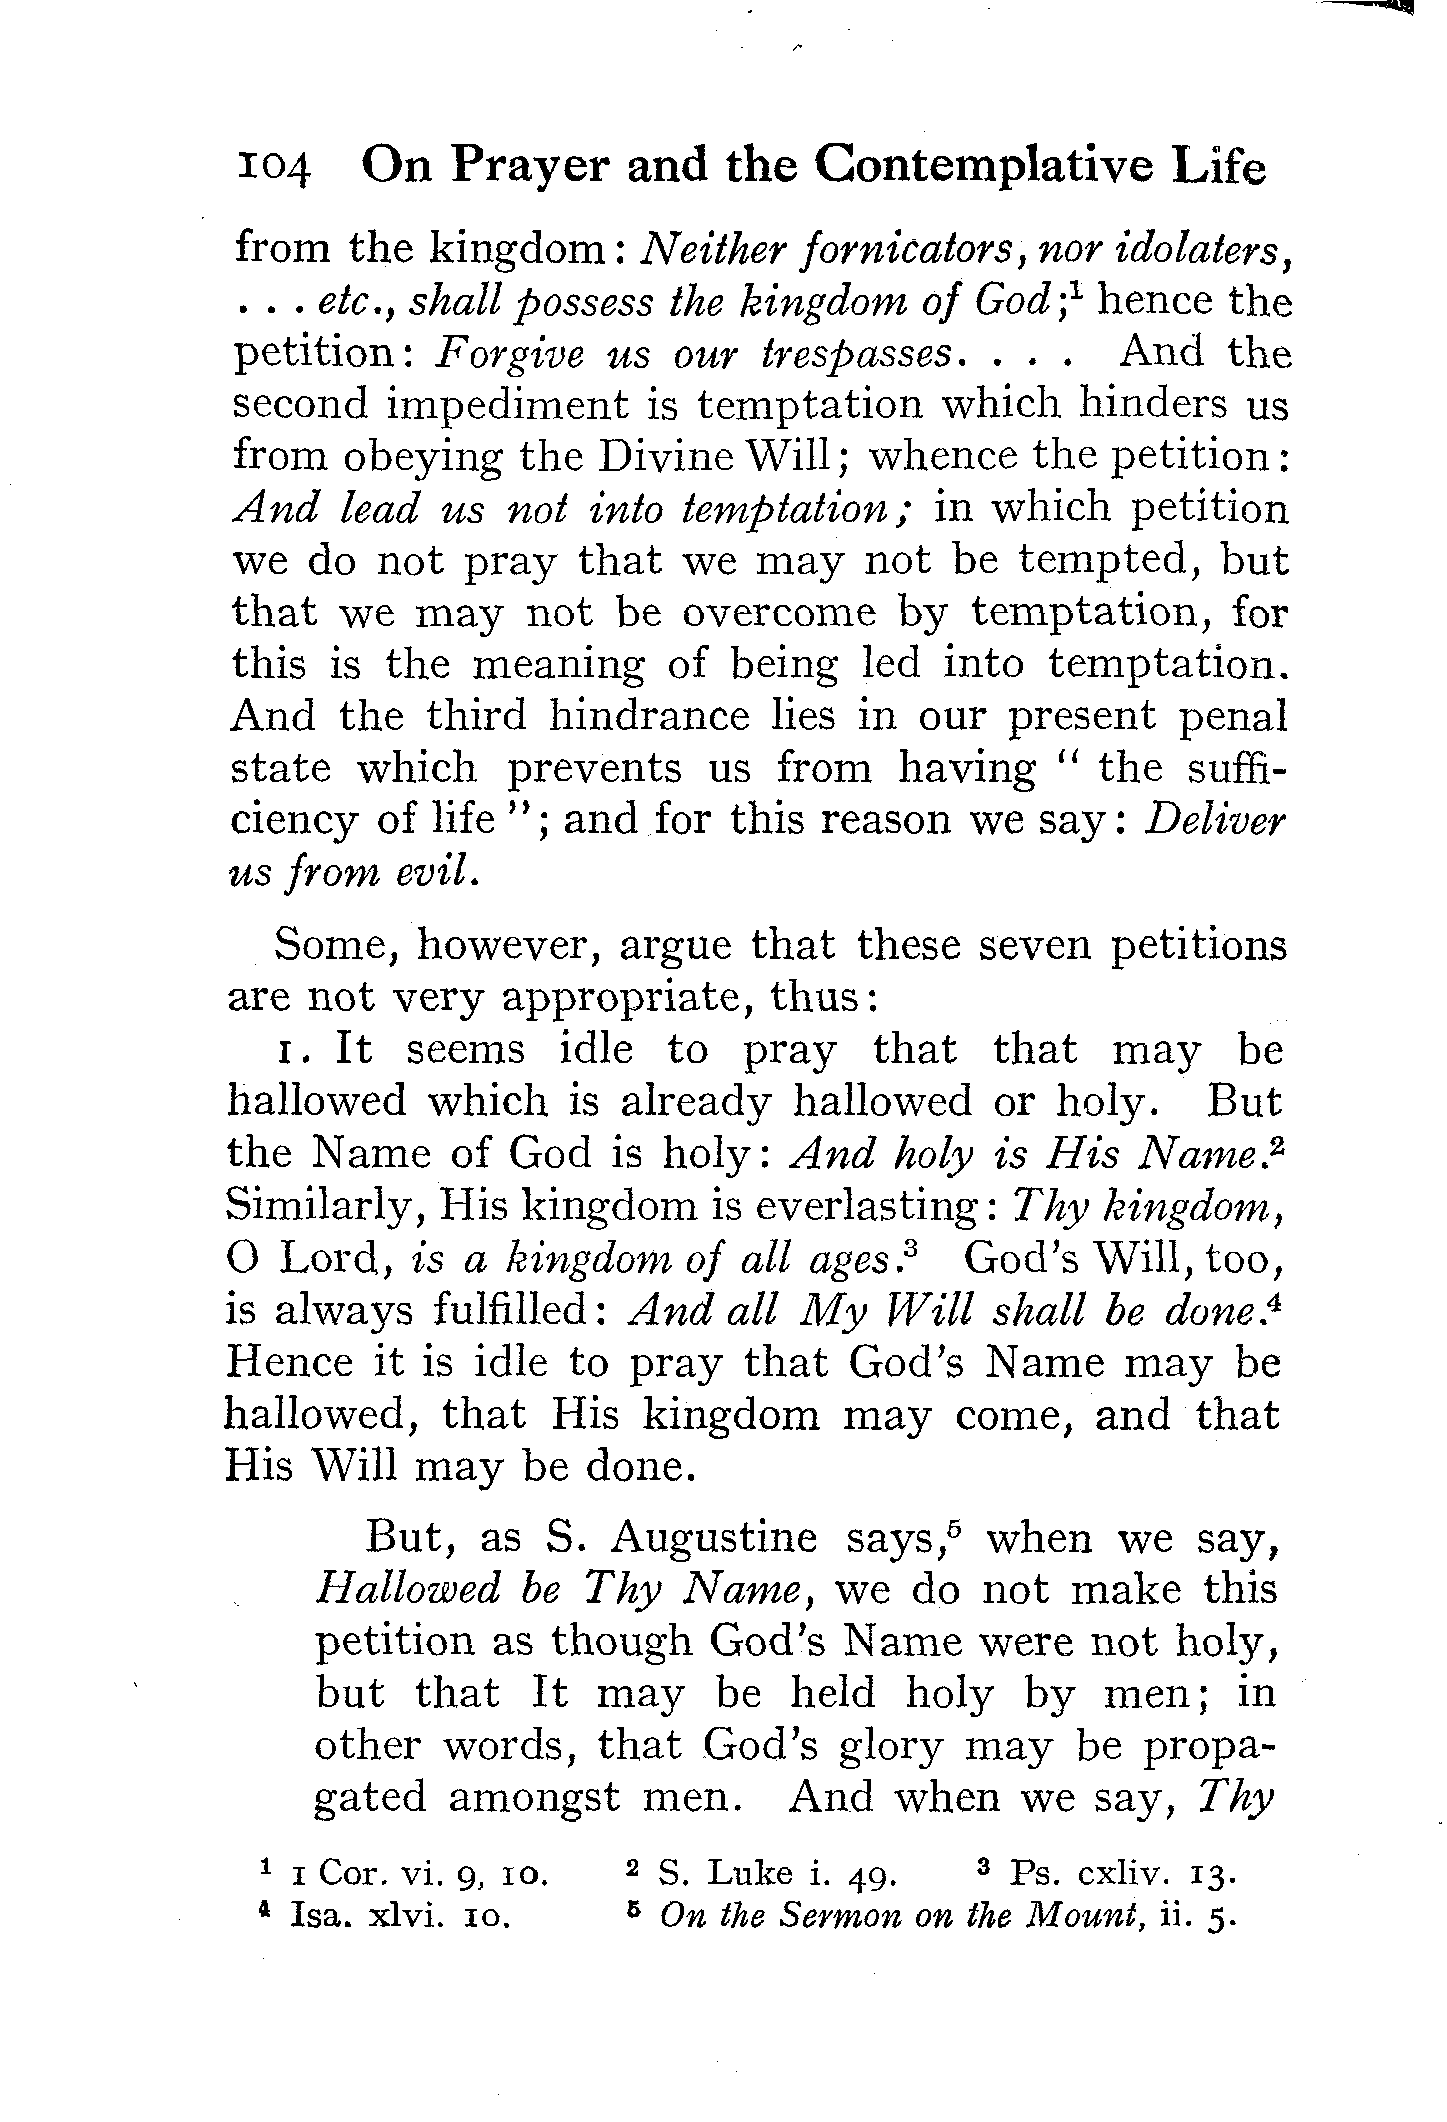 104 On Prayer and the Contemplative Life
from the kingdom: Neither fornicators, nor idolaters,
. . . etc., shall possess the kingdom of God;¹ hence the
petition: Forgive us our trespasses. . . . And the
second impediment is temptation which hinders us
from obeying the Divine Will; whence the petition:
And lead us not into temptation; in which petition
we do not pray that we may not be tempted, but
that we may not be overcome by temptation, for
this is the meaning of being led into temptation.
And the third hindrance lies in our present penal
state which prevents us from having " the suffi-
ciency of life "; and for this reason we say: Deliver
us from evil.
Some, however, argue that these seven petitions
are not very appropriate, thus:
1. It seems idle to pray that that may be
hallowed which is already hallowed or holy. But
the Name of God is holy: And holy is His Name.²
Similarly, His kingdom is everlasting: Thy kingdom,
O Lord, is a kingdom of all ages.³ God's Will, too,
is always fulfilled: And all My Will shall be done.⁴
Hence it is idle to pray that God's Name may be
hallowed, that His kingdom may come, and that
His Will may be done.
But, as S. Augustine says,⁵ when we say,
Hallowed be Thy Name, we do not make this
petition as though God's Name were not holy,
but that It may be held holy by men; in
other words, that God's glory may be propa-
gated amongst men. And when we say, Thy
¹ 1 Cor. vi. 9, 10. ² S. Luke i. 49. ³ Ps. cxliv. 13.
⁴ Isa. xlvi. 10. ⁵ On the Sermon on the Mount, ii. 5.